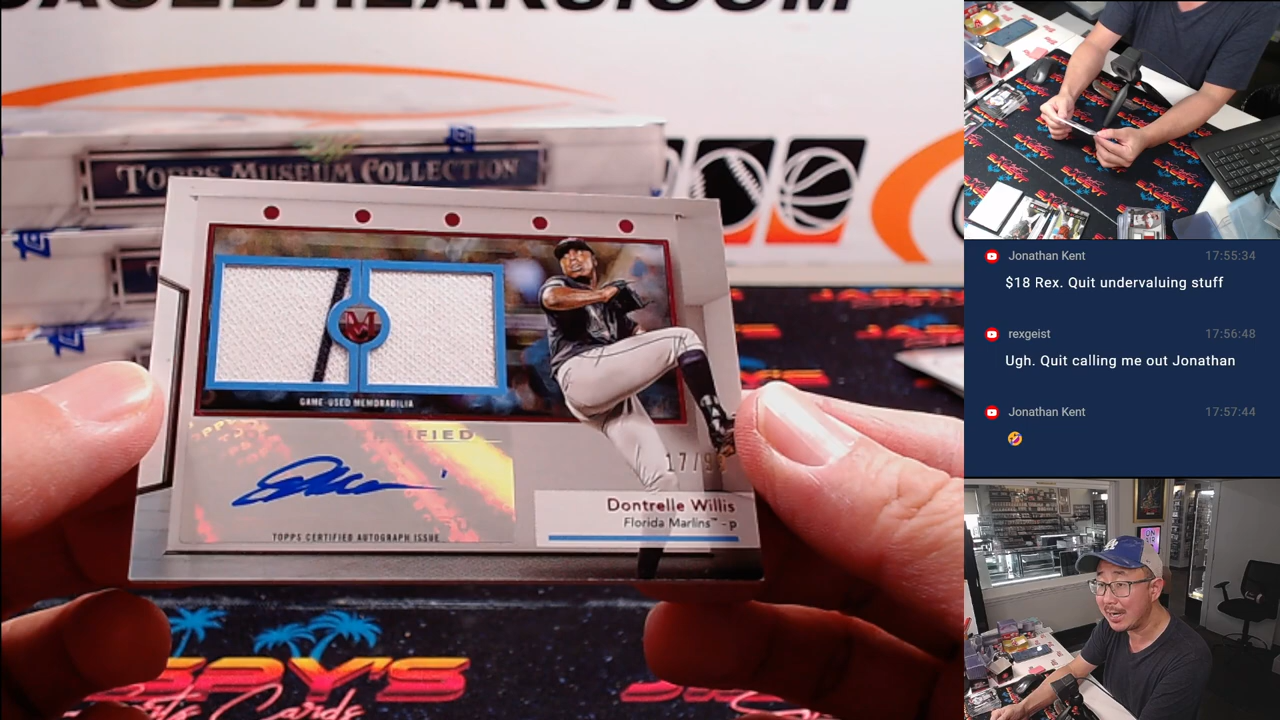 TOPPS MUSEUM COLLECTION
M
GAME-USED MEMORABILIA
CERTIFIED
17/99
Dontrelle Willis
Florida Marlins™ - P
TOPPS CERTIFIED AUTOGRAPH ISSUE
Jonathan Kent 17:55:34
$18 Rex. Quit undervaluing stuff
rexgeist 17:56:48
Ugh. Quit calling me out Jonathan
Jonathan Kent 17:57:44
🤣